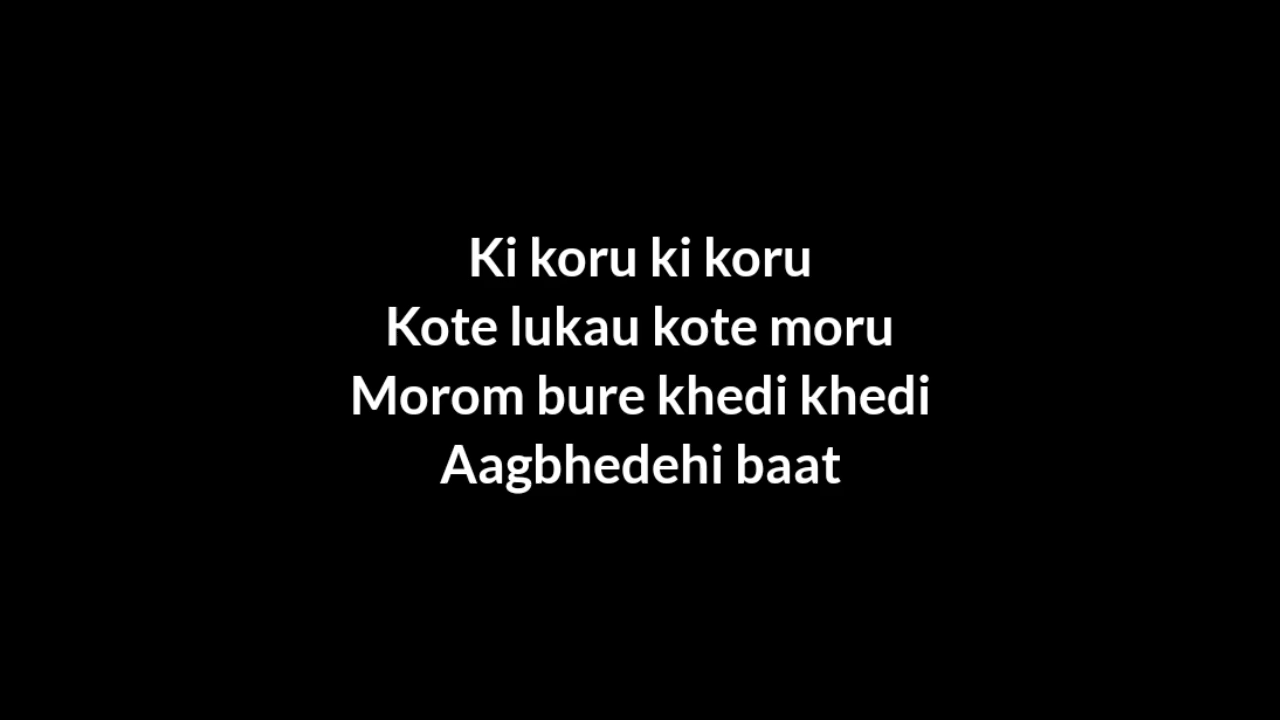 Ki koru ki koru
Kote lukau kote moru
Morom bure khedi khedi
Aagbhedehi baat